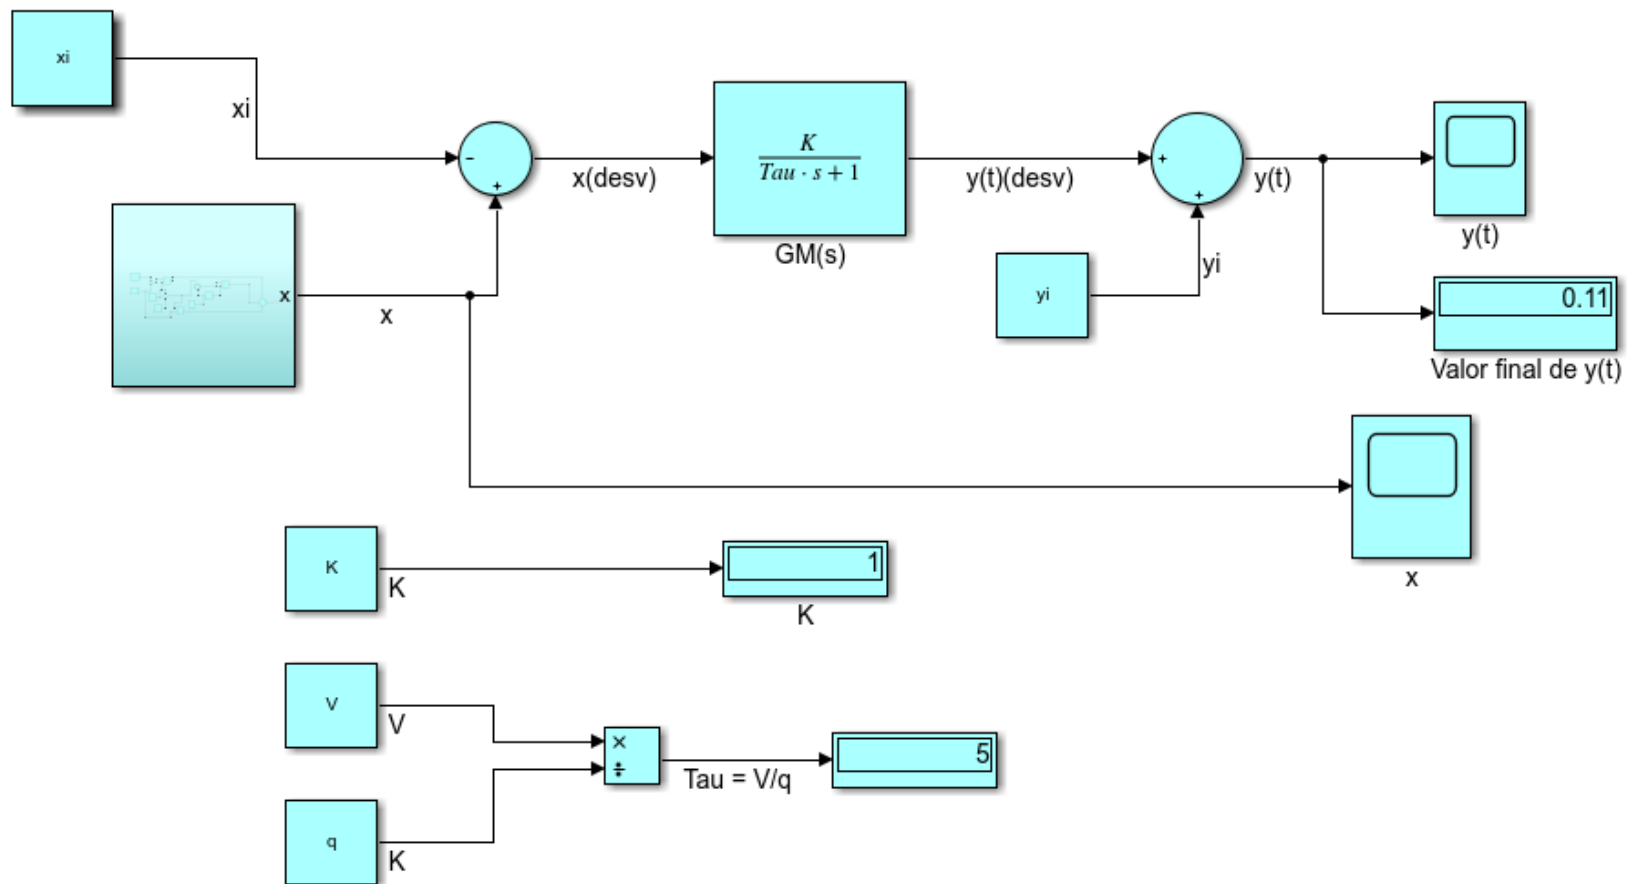 xi
xi
-
+
x(desv)
K
Tau · s + 1
GM(s)
y(t)(desv)
+
+
y(t)
y(t)
yi
yi
0.11
Valor final de y(t)
x
x
x
K
K
1
K
V
V
×
÷
Tau = V/q
5
q
K